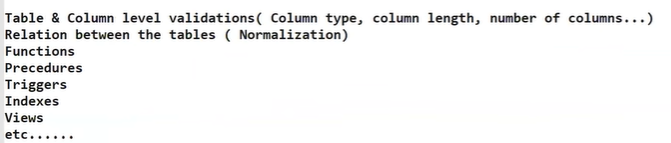 Table & Column level validations( Column type, column length, number of columns...)
Relation between the tables ( Normalization)
Functions
Precedures
Triggers
Indexes
Views
etc......